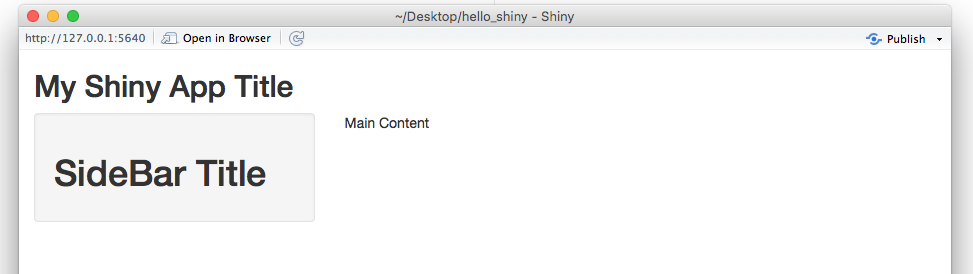 ~/Desktop/hello_shiny - Shiny
http://127.0.0.1:5640 Open in Browser Publish
My Shiny App Title
SideBar Title
Main Content